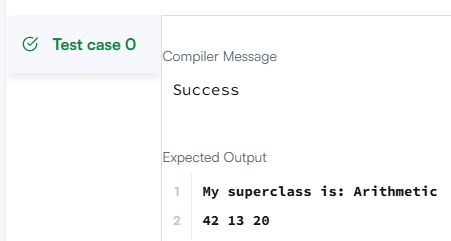 Test case 0
Compiler Message
Success
Expected Output
1 My superclass is: Arithmetic
2 42 13 20